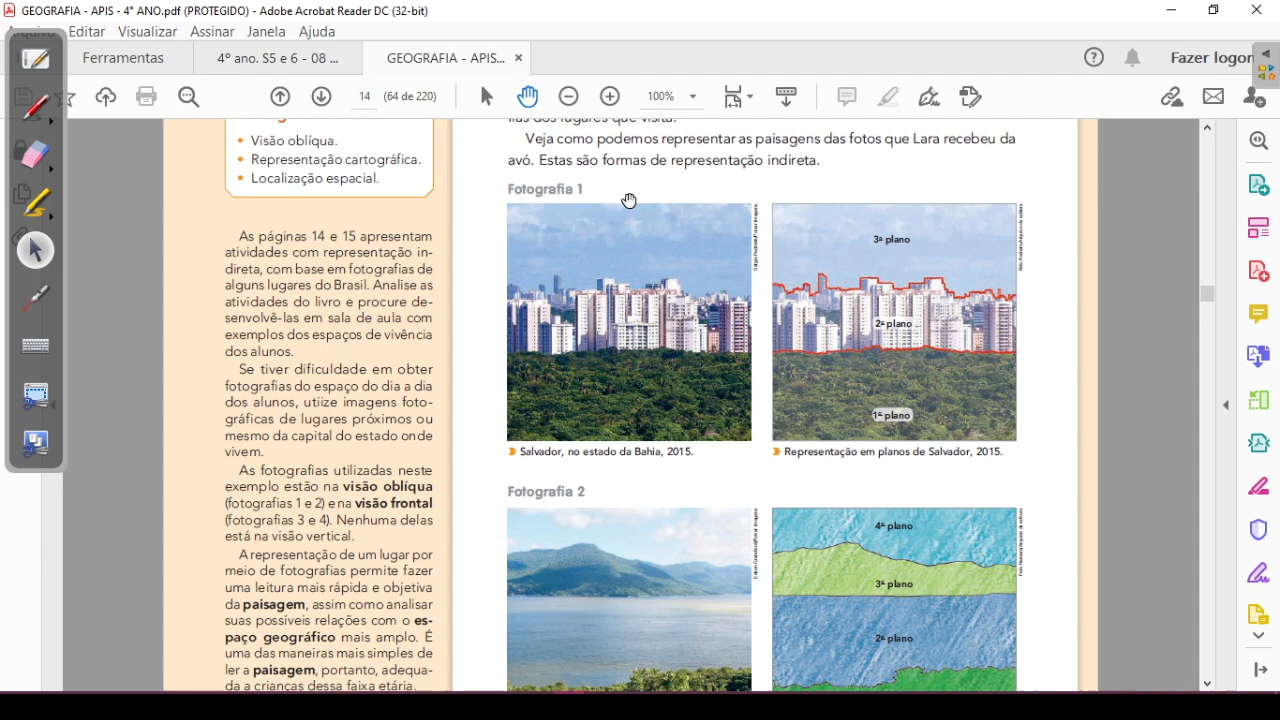 GEOGRAFIA - APIS - 4° ANO.pdf (PROTEGIDO) - Adobe Acrobat Reader DC (32-bit)
Arquivo Editar Visualizar Assinar Janela Ajuda
Ferramentas 4º ano. S5 e 6 - 08 ... GEOGRAFIA - APIS... × Fazer logon
14 (64 de 220) 100%
Visão oblíqua.
Representação cartográfica.
Localização espacial.
As páginas 14 e 15 apresentam
atividades com representação in-
direta, com base em fotografias de
alguns lugares do Brasil. Analise as
atividades do livro e procure de-
senvolvê-las em sala de aula com
exemplos dos espaços de vivência
dos alunos.
Se tiver dificuldade em obter
fotografias do espaço do dia a dia
dos alunos, utiize imagens foto-
gráficas de lugares próximos ou
mesmo da capital do estado onde
vivem.
As fotografias utilizadas neste
exemplo estão na visão oblíqua
(fotografias 1 e 2) e na visão frontal
(fotografias 3 e 4). Nenhuma delas
está na visão vertical.
A representação de um lugar por
meio de fotografias permite fazer
uma leitura mais rápida e objetiva
da paisagem, assim como analisar
suas possíveis relações com o es-
paço geográfico mais amplo. É
uma das maneiras mais simples de
ler a paisagem, portanto, adequa-
da a crianças dessa faixa etária.
lias dos lugares que visita.
Veja como podemos representar as paisagens das fotos que Lara recebeu da
avó. Estas são formas de representação indireta.
Fotografia 1
3º plano
2º plano
1º plano
Salvador, no estado da Bahia, 2015.
Representação em planos de Salvador, 2015.
Fotografia 2
4º plano
3º plano
2º plano